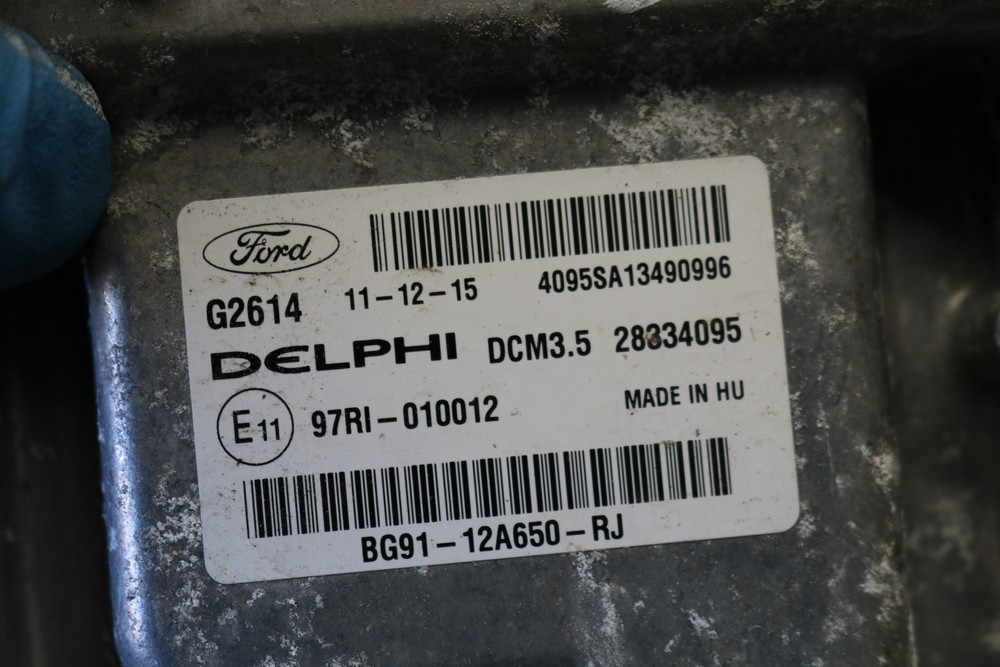 Ford
G2614 11-12-15 4095SA13490996
DELPHI DCM3.5 28334095
E11 97RI-010012 MADE IN HU
BG91-12A650-RJ